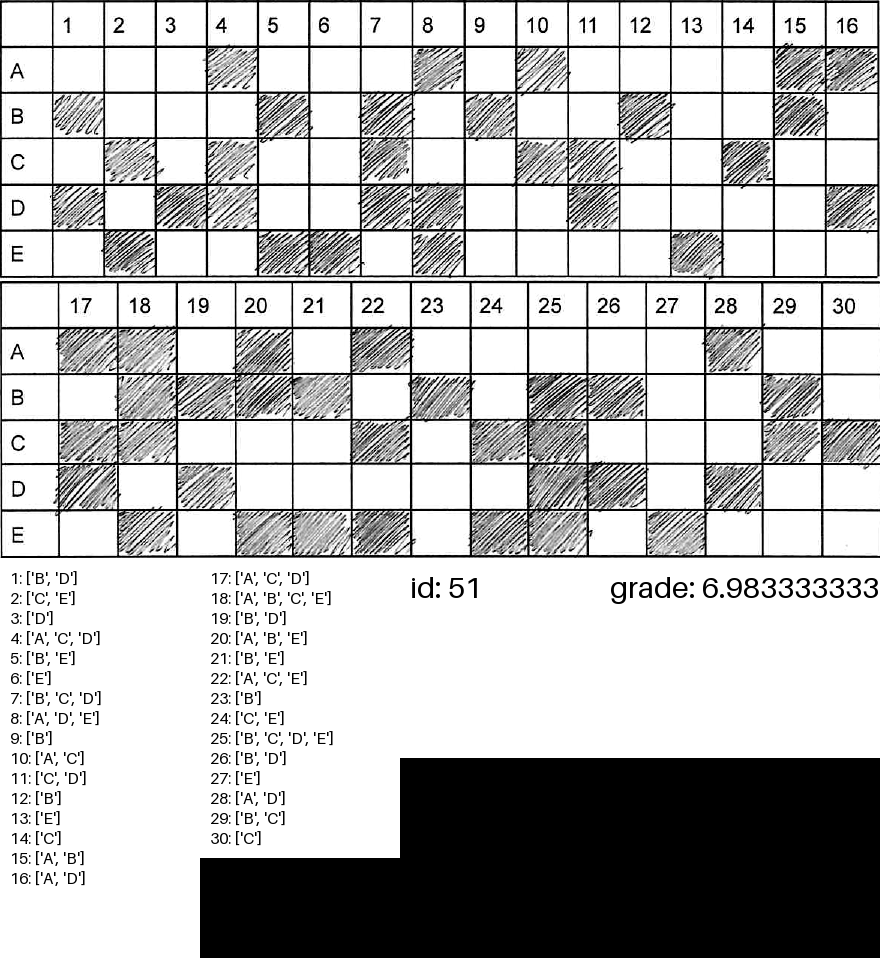 1 2 3 4 5 6 7 8 9 10 11 12 13 14 15 16
A
B
C
D
E
17 18 19 20 21 22 23 24 25 26 27 28 29 30
A
B
C
D
E
1: ['B', 'D']
2: ['C', 'E']
3: ['D']
4: ['A', 'C', 'D']
5: ['B', 'E']
6: ['E']
7: ['B', 'C', 'D']
8: ['A', 'D', 'E']
9: ['B']
10: ['A', 'C']
11: ['C', 'D']
12: ['B']
13: ['E']
14: ['C']
15: ['A', 'B']
16: ['A', 'D']
17: ['A', 'C', 'D']
18: ['A', 'B', 'C', 'E']
19: ['B', 'D']
20: ['A', 'B', 'E']
21: ['B', 'E']
22: ['A', 'C', 'E']
23: ['B']
24: ['C', 'E']
25: ['B', 'C', 'D', 'E']
26: ['B', 'D']
27: ['E']
28: ['A', 'D']
29: ['B', 'C']
30: ['C']
id: 51
grade: 6.983333333